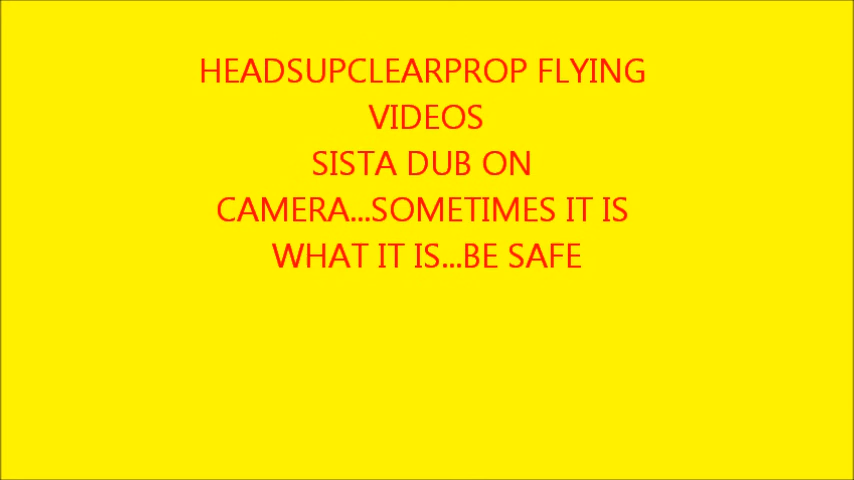 HEADSUPCLEARPROP FLYING
VIDEOS
SISTA DUB ON
CAMERA...SOMETIMES IT IS
WHAT IT IS...BE SAFE